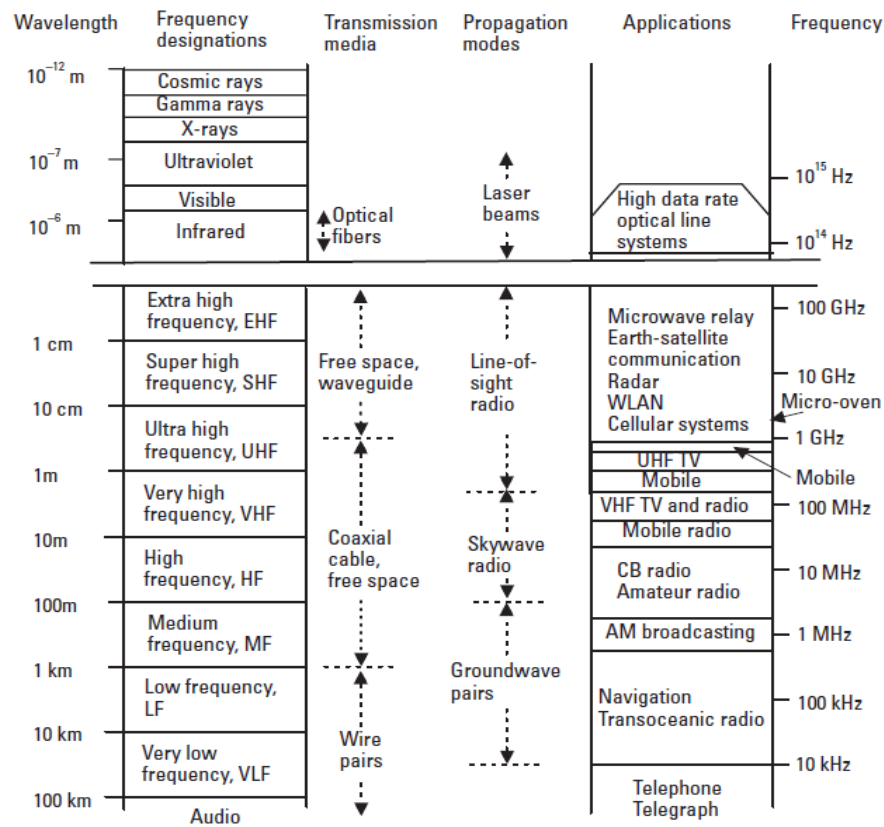 Wavelength
Frequency
designations
Transmission
media
Propagation
modes
Applications
Frequency
10⁻¹² m
10⁻⁷ m
10⁻⁶ m
1 cm
10 cm
1m
10m
100m
1 km
10 km
100 km
Cosmic rays
Gamma rays
X-rays
Ultraviolet
Visible
Infrared
Extra high
frequency, EHF
Super high
frequency, SHF
Ultra high
frequency, UHF
Very high
frequency, VHF
High
frequency, HF
Medium
frequency, MF
Low frequency,
LF
Very low
frequency, VLF
Audio
Optical
fibers
Free space,
waveguide
Coaxial
cable,
free space
Wire
pairs
Laser
beams
Line-of-
sight
radio
Skywave
radio
Groundwave
pairs
High data rate
optical line
systems
Microwave relay
Earth-satellite
communication
Radar
WLAN
Cellular systems
UHF TV
Mobile
VHF TV and radio
Mobile radio
CB radio
Amateur radio
AM broadcasting
Navigation
Transoceanic radio
Telephone
Telegraph
10¹⁵ Hz
10¹⁴ Hz
100 GHz
10 GHz
Micro-oven
1 GHz
Mobile
100 MHz
10 MHz
1 MHz
100 kHz
10 kHz